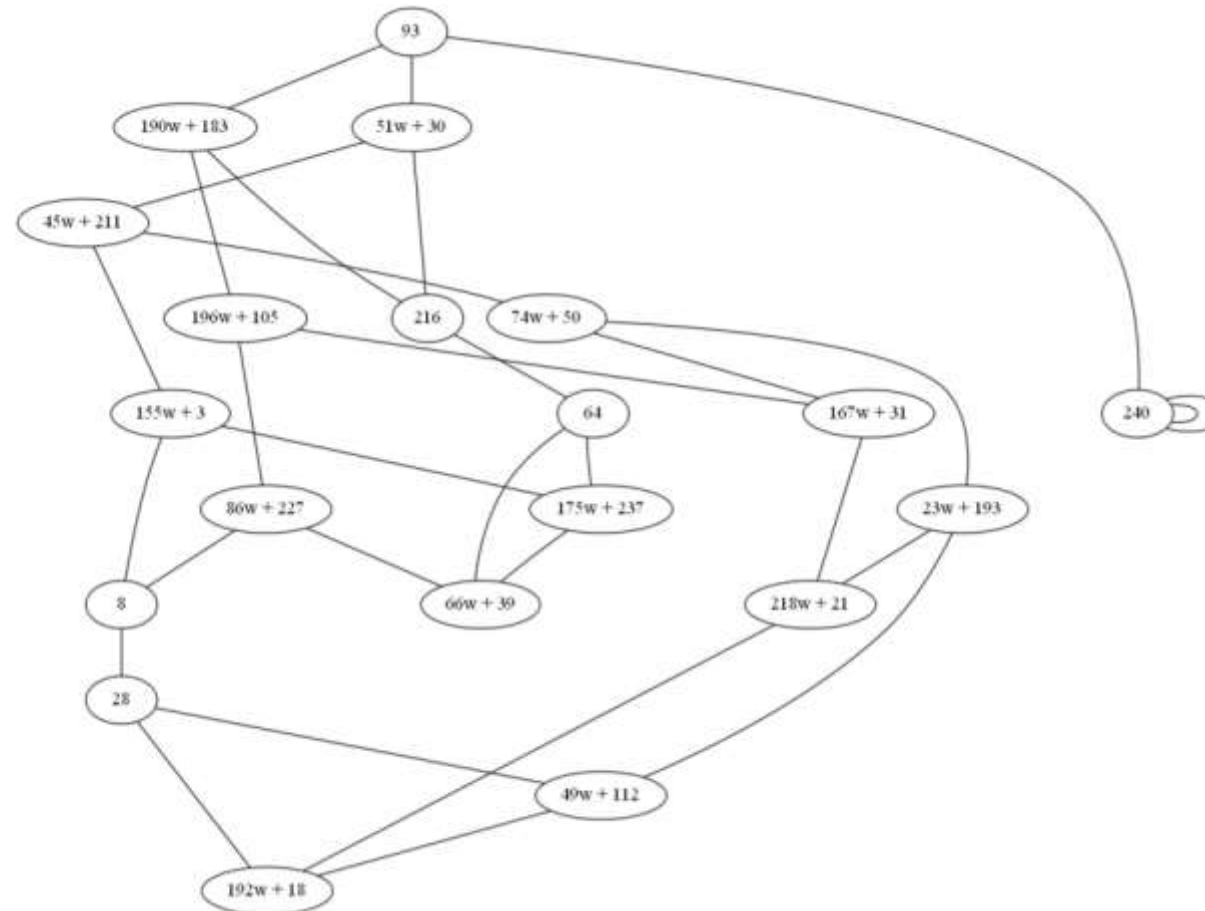 93
190w + 183
51w + 30
45w + 211
196w + 105
216
74w + 50
155w + 3
64
167w + 31
240
86w + 227
175w + 237
23w + 193
8
66w + 39
218w + 21
28
49w + 112
192w + 18